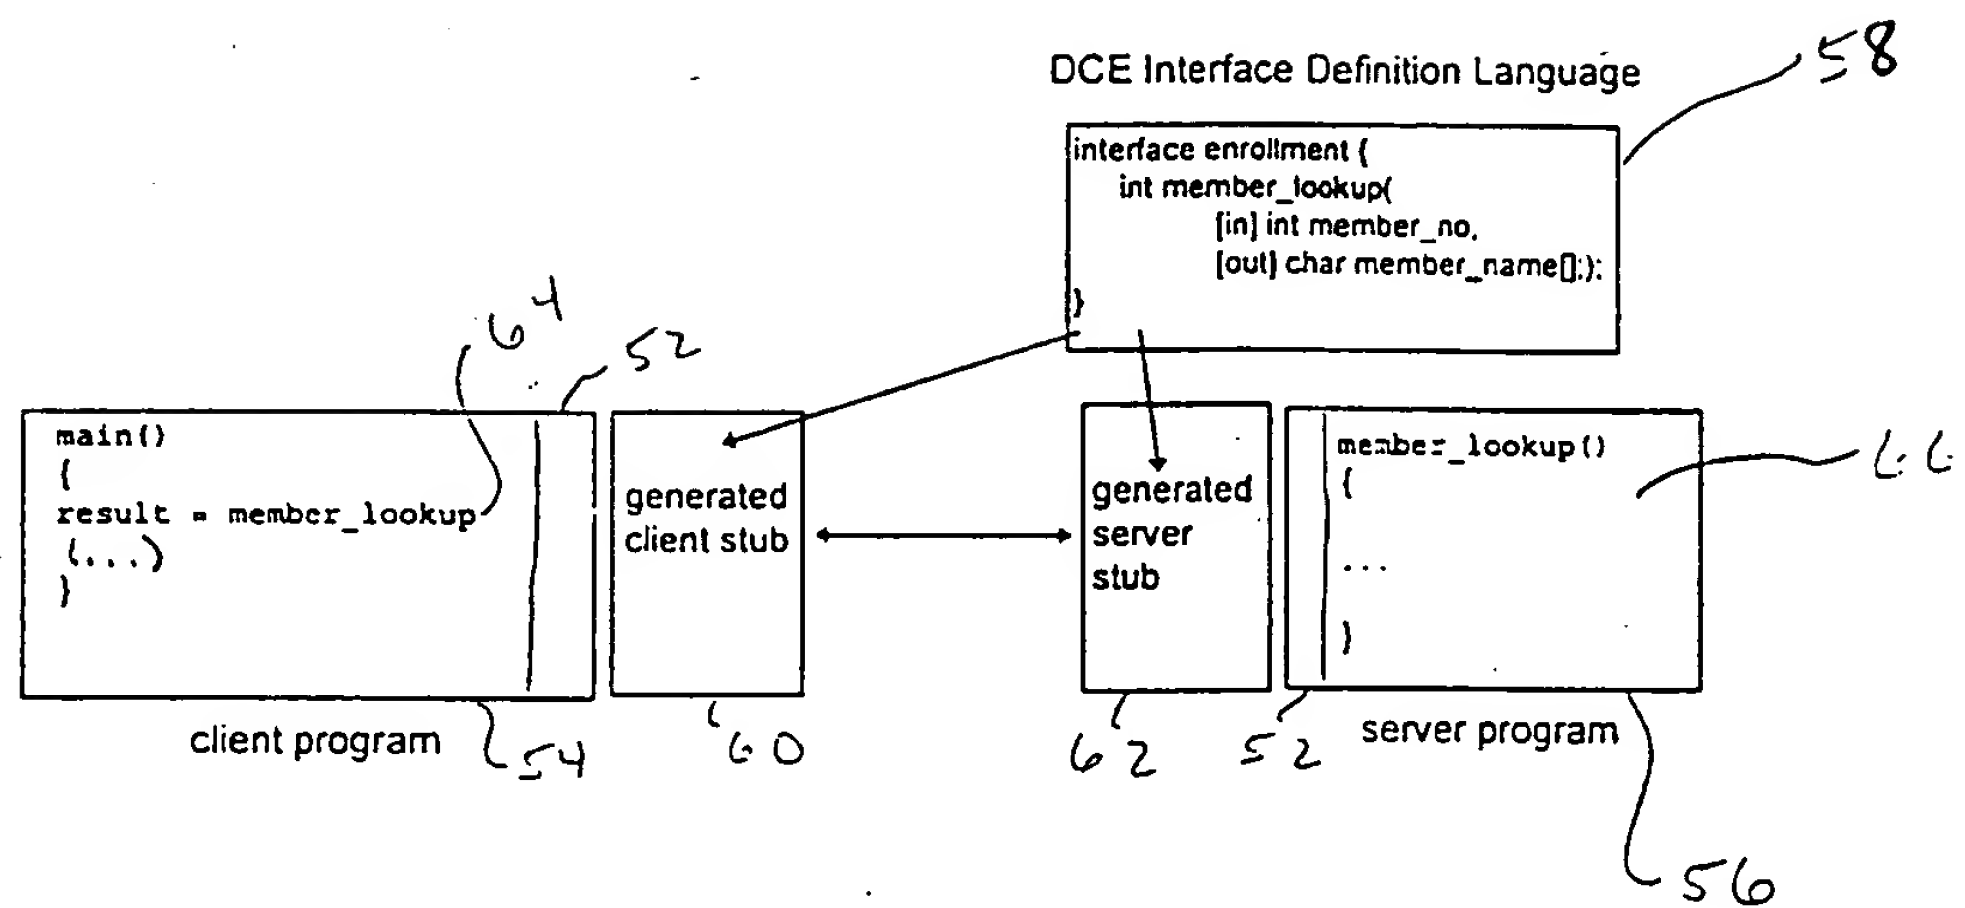 58
DCE Interface Definition Language
interface enrollment {
int member_lookup(
[in] int member_no,
[out] char member_name[];);
}
64
52
main()
{
result = member_lookup
(...)
}
generated
client stub
generated
server
stub
member_lookup()
{
...
}
66
client program
54
60
62
52
server program
56